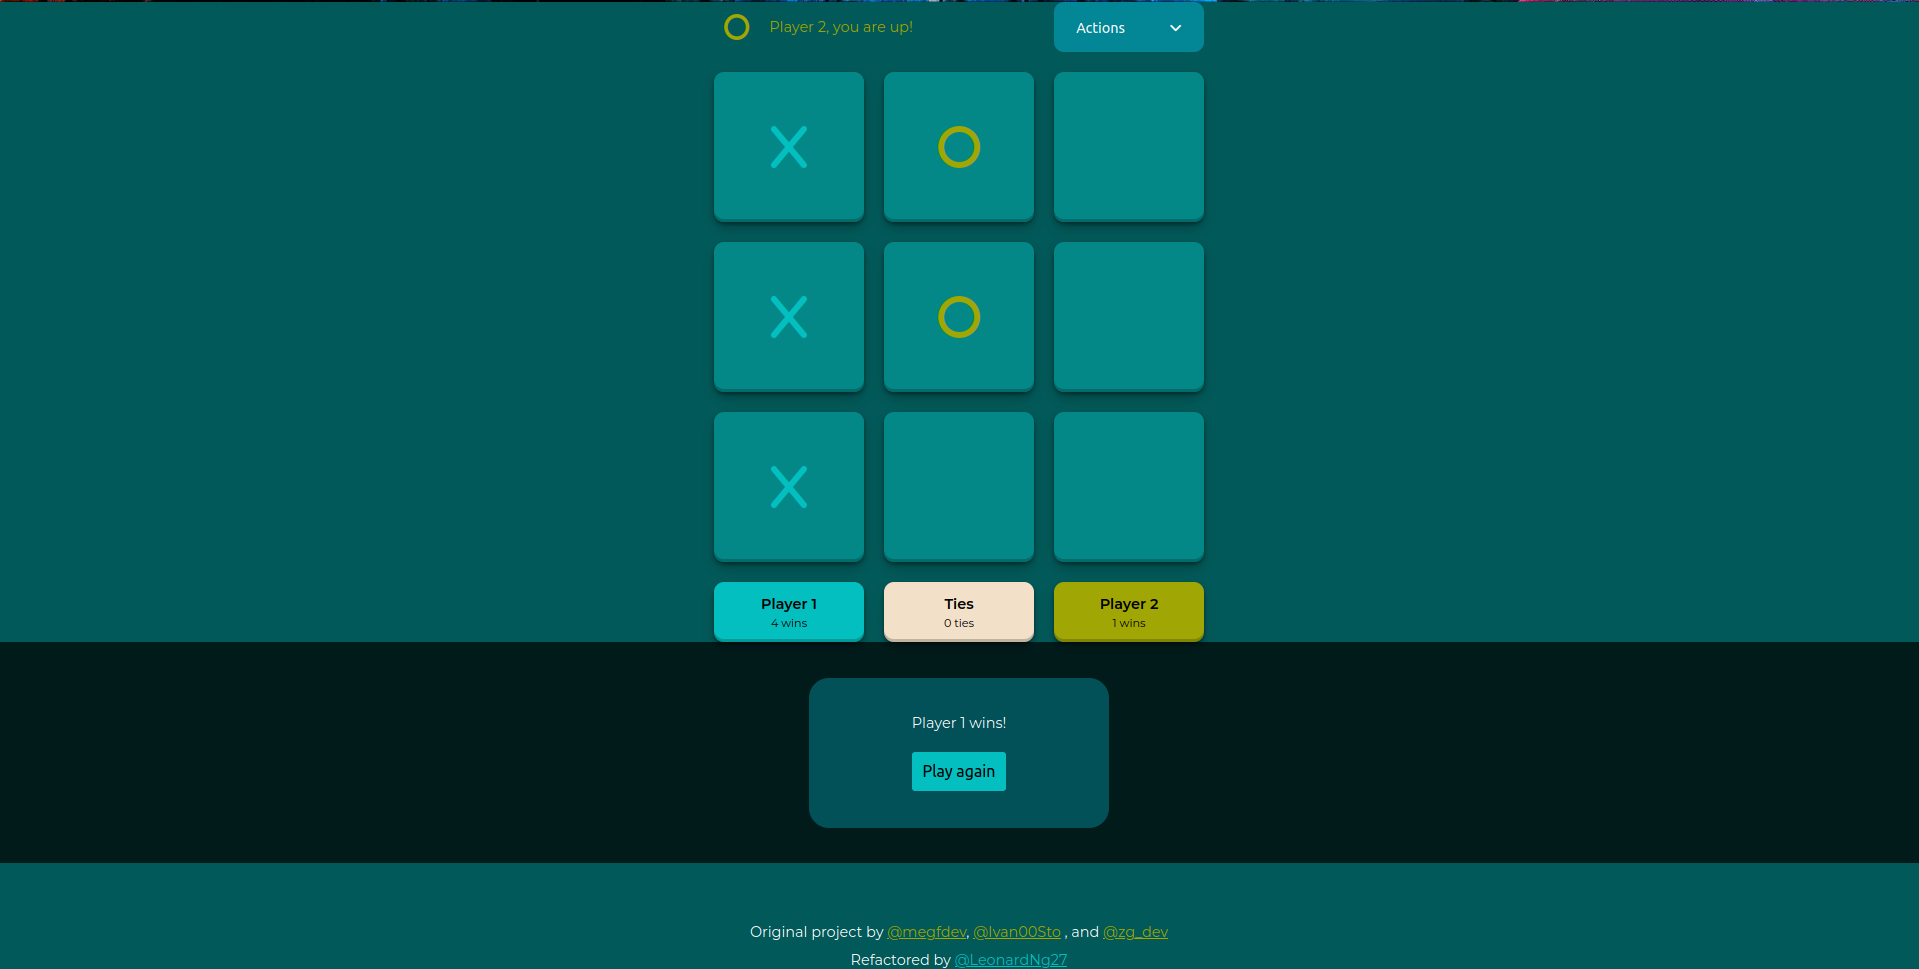 Player 2, you are up!
Actions
Player 1
4 wins
Ties
0 ties
Player 2
1 wins
Player 1 wins!
Play again
Original project by @megfdev, @Ivan00Sto , and @zg_dev
Refactored by @LeonardNg27